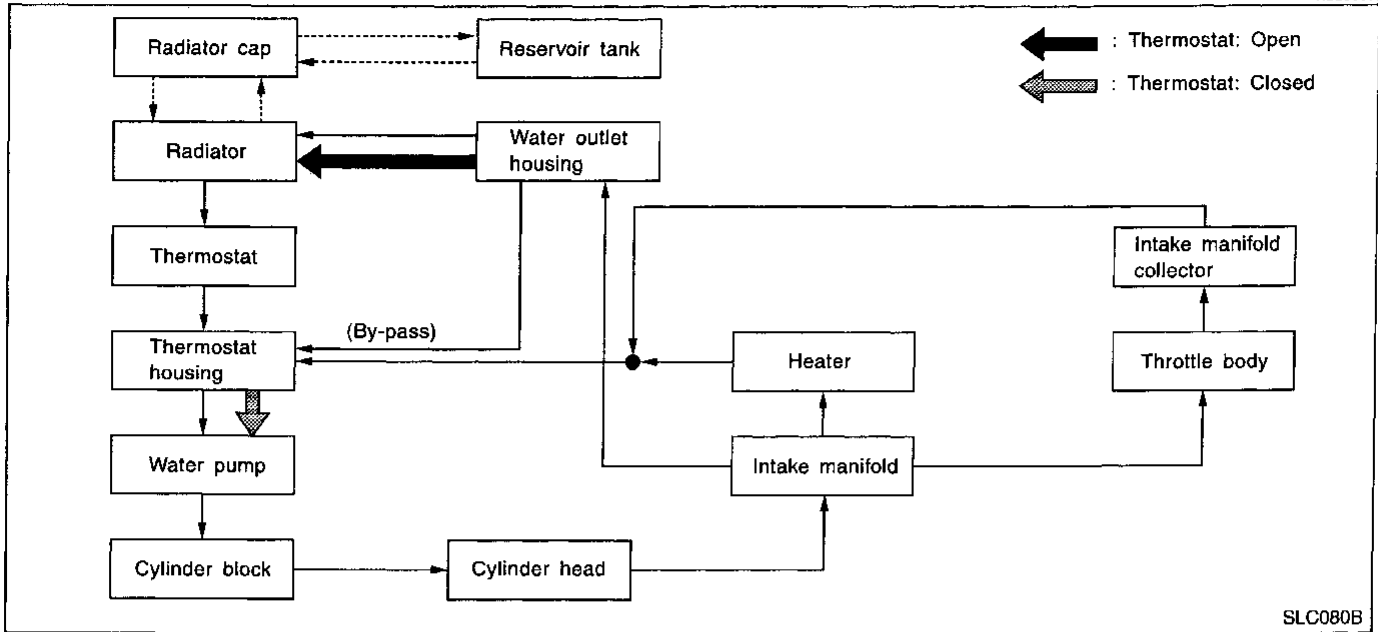 Radiator cap
Reservoir tank
: Thermostat: Open
: Thermostat: Closed
Radiator
Water outlet
housing
Thermostat
Intake manifold
collector
(By-pass)
Thermostat
housing
Heater
Throttle body
Water pump
Intake manifold
Cylinder block
Cylinder head
SLC080B